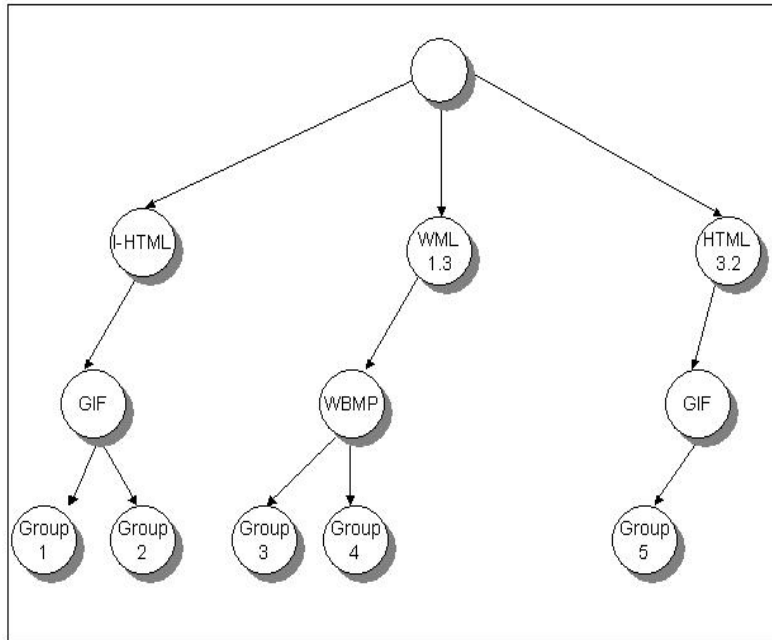 I-HTML
WML
1.3
HTML
3.2
GIF
WBMP
GIF
Group
1
Group
2
Group
3
Group
4
Group
5